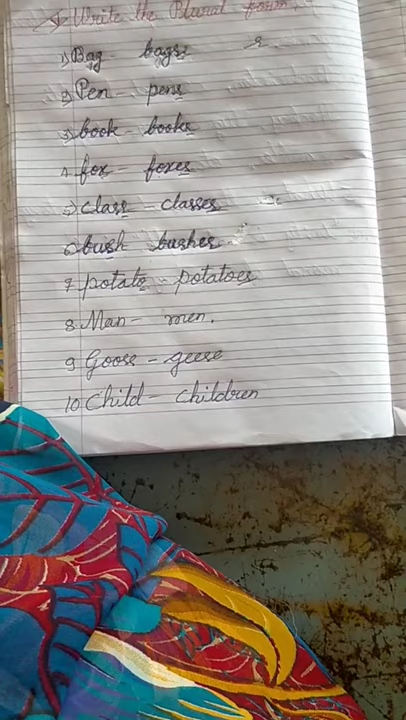 Write the Plural form.
1) Bag - bags
2) Pen - pens
3) book - books
4 fox - foxes
5) class - classes
6) bush bushes
7 potato - potatoes
8 Man - men.
9 Goose - geese
10 Child - Children